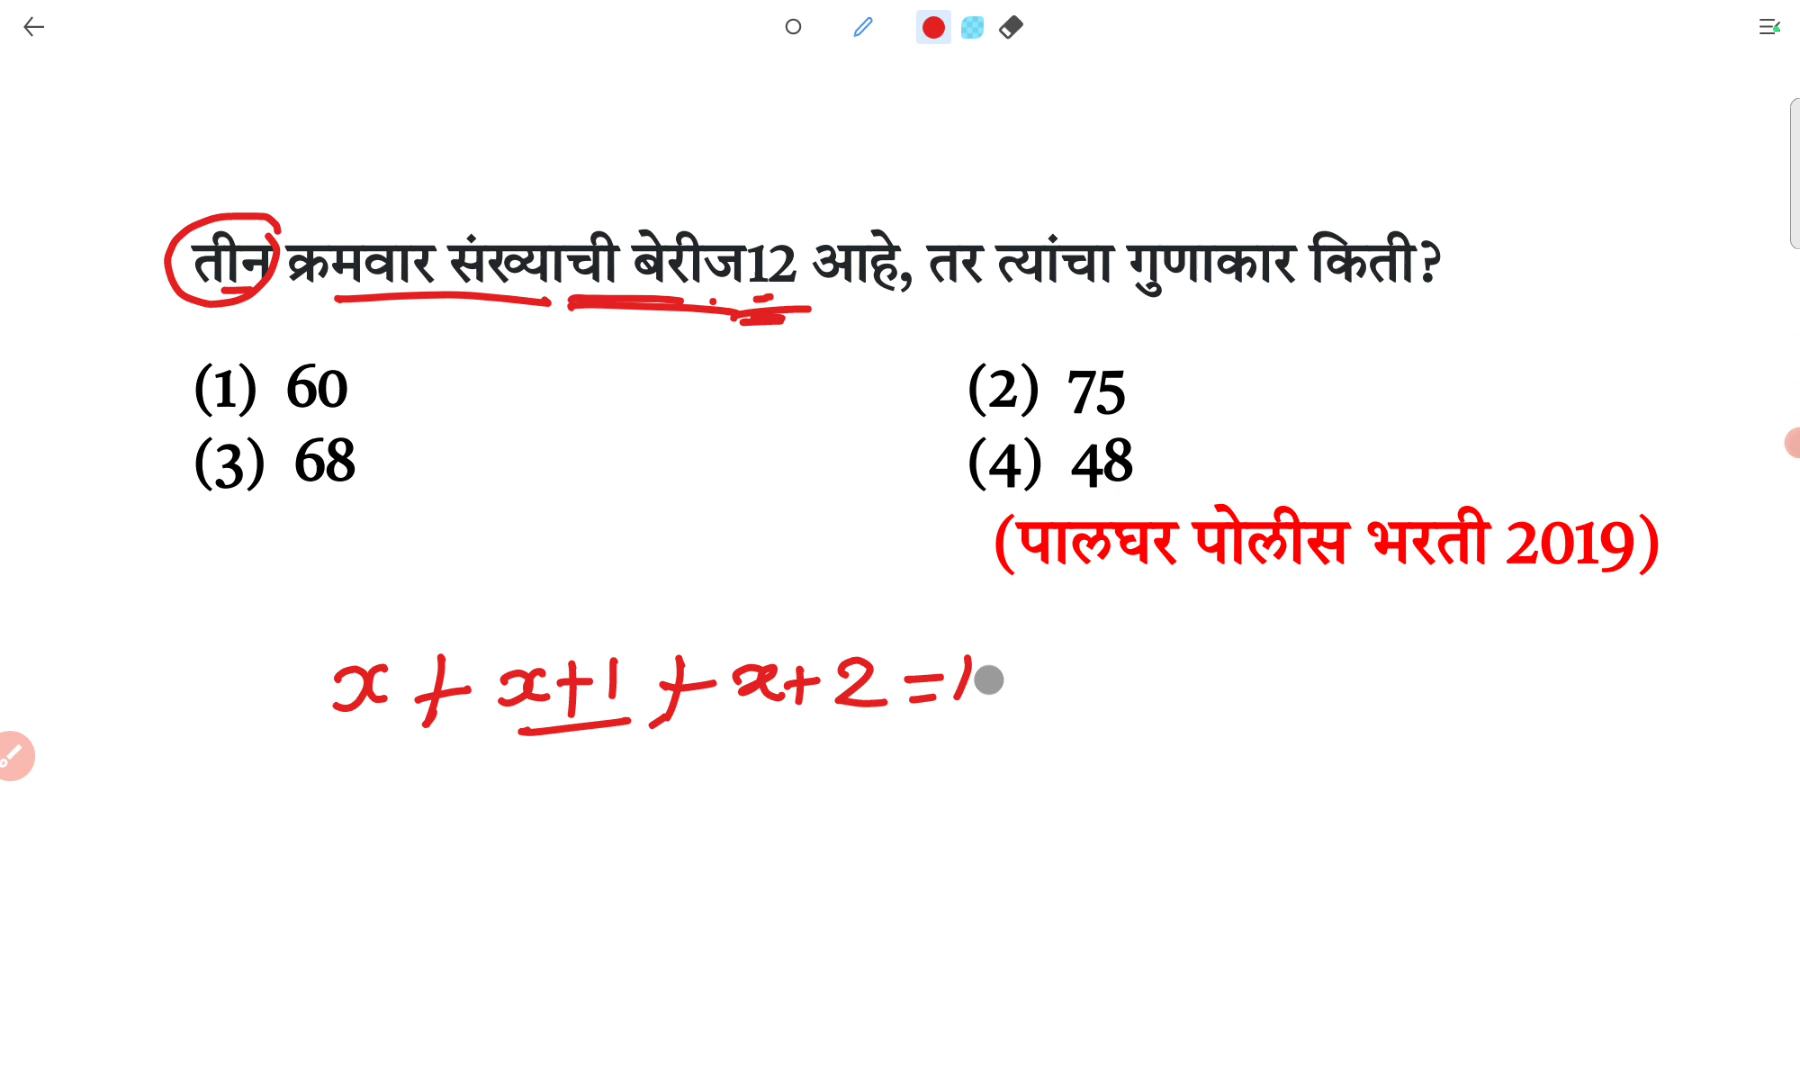 तीन क्रमवार संख्याची बेरीज12 आहे, तर त्यांचा गुणाकार किती?
(1) 60 (2) 75
(3) 68 (4) 48
(पालघर पोलीस भरती 2019)
x + x+1 + x+2 = 1